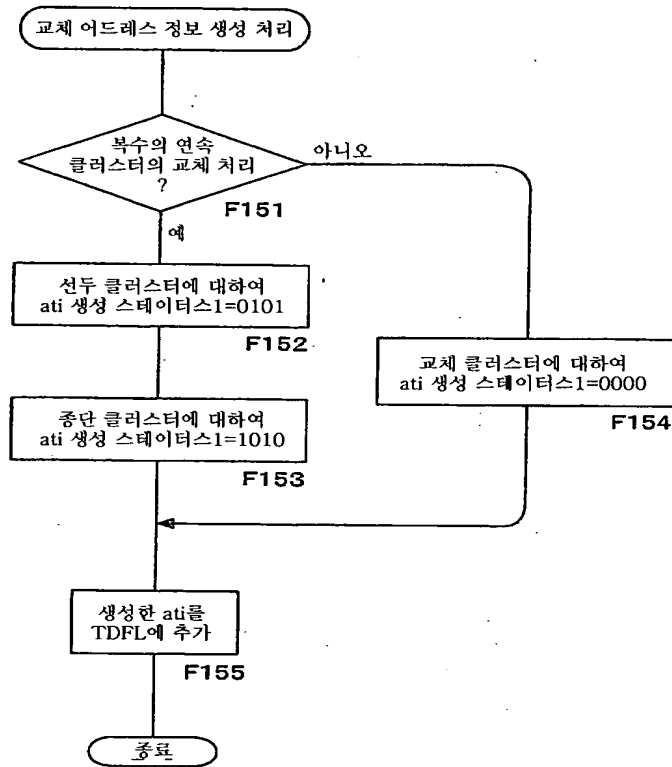 교체 어드레스 정보 생성 처리
복수의 연속
클러스터의 교체 처리
?
아니오
F151
예
선두 클러스터에 대하여
ati 생성 스테이터스1=0101
F152
교체 클러스터에 대하여
ati 생성 스테이터스1=0000
F154
종단 클러스터에 대하여
ati 생성 스테이터스1=1010
F153
생성한 ati를
TDFL에 추가
F155
종료